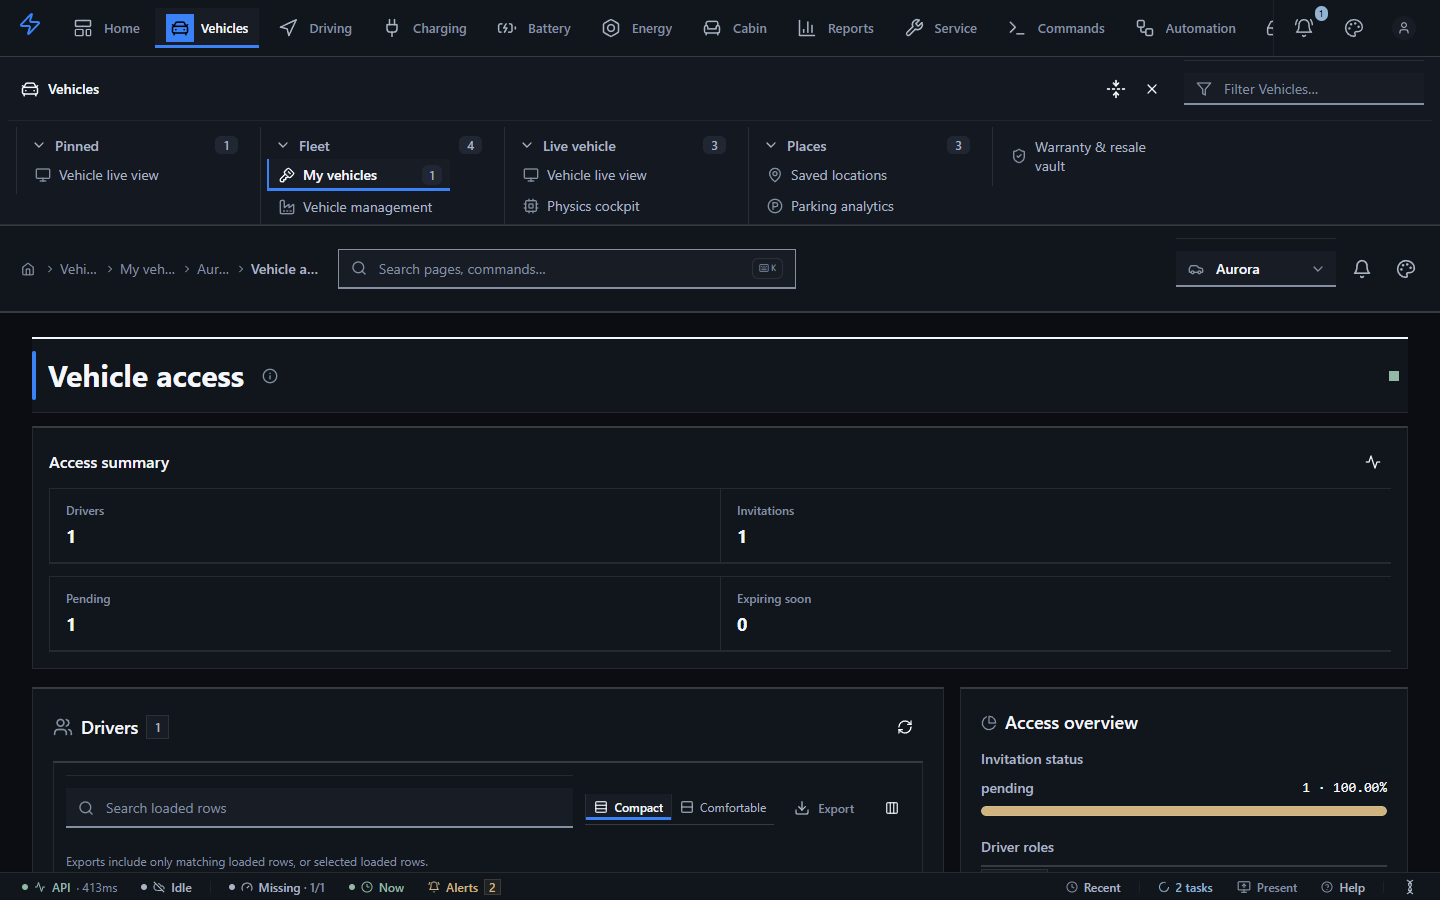 Home
Vehicles
Driving
Charging
Battery
Energy
Cabin
Reports
Service
Commands
Automation
1
Vehicles
Filter Vehicles...
Pinned 1
Vehicle live view
Fleet 4
My vehicles 1
Vehicle management
Live vehicle 3
Vehicle live view
Physics cockpit
Places 3
Saved locations
Parking analytics
Warranty & resale
vault
Vehi... > My veh... > Aur... > Vehicle a...
Search pages, commands...
K
Aurora
Vehicle access
Access summary
Drivers
1
Invitations
1
Pending
1
Expiring soon
0
Drivers 1
Search loaded rows
Compact
Comfortable
Export
Exports include only matching loaded rows, or selected loaded rows.
Access overview
Invitation status
pending 1 · 100.00%
Driver roles
API · 413ms
Idle
Missing · 1/1
Now
Alerts 2
Recent
2 tasks
Present
Help